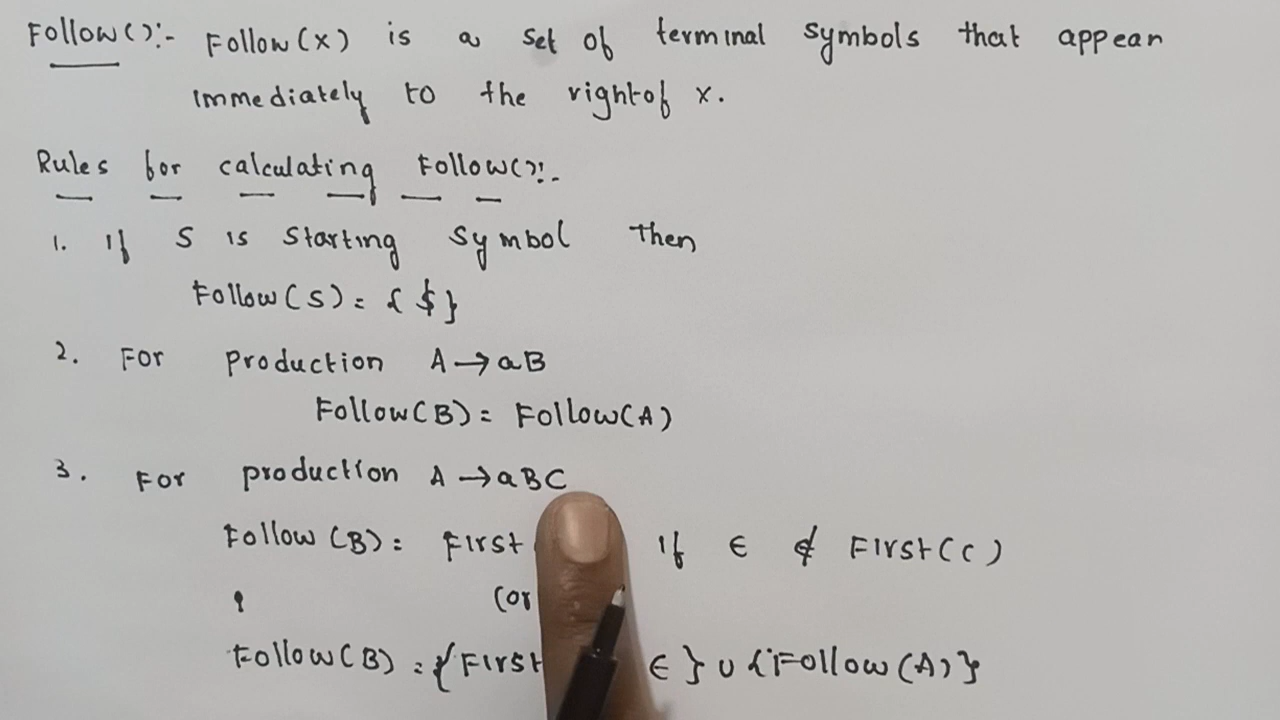 Follow():- Follow(x) is a set of terminal symbols that appear
immediately to the right of x.
Rules for calculating Follow():-
1. If S is starting symbol then
Follow(S) = {$}
2. For production A→aB
Follow(B) = Follow(A)
3. For production A→aBC
Follow(B) = First if ∈ ∉ First(C)
(or
Follow(B) = {First ∈} ∪ {Follow(A)}